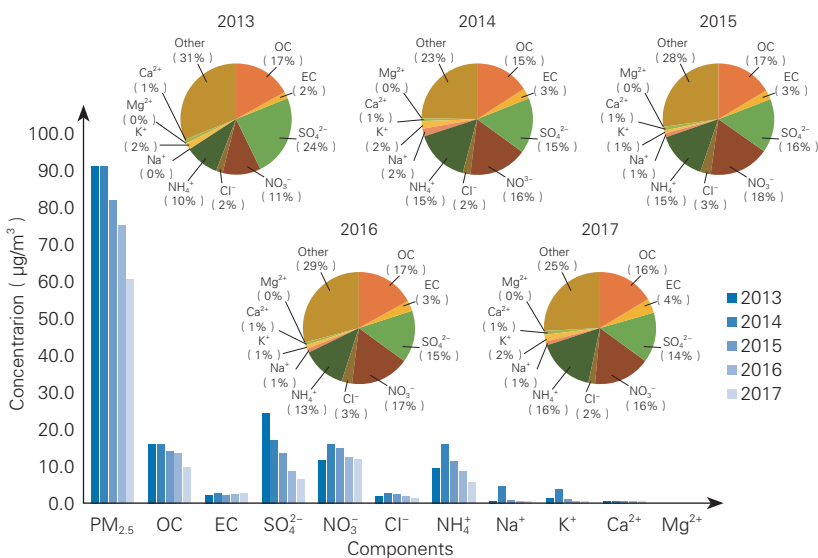 2013
Other
( 31% )
OC
( 17% )
EC
( 2% )
SO₄²⁻
( 24% )
NO₃⁻
( 11% )
Cl⁻
( 2% )
NH₄⁺
( 10% )
Na⁺
( 0% )
K⁺
( 2% )
Mg²⁺
( 0% )
Ca²⁺
( 1% )
2014
Other
( 23% )
OC
( 15% )
EC
( 3% )
SO₄²⁻
( 15% )
NO³⁻
( 16% )
Cl⁻
( 2% )
NH₄⁺
( 15% )
Na⁺
( 2% )
K⁺
( 2% )
Ca²⁺
( 1% )
Mg²⁺
( 0% )
2015
Other
( 28% )
OC
( 17% )
EC
( 3% )
SO₄²⁻
( 16% )
NO₃⁻
( 18% )
Cl⁻
( 3% )
NH₄⁺
( 15% )
Na⁺
( 1% )
K⁺
( 1% )
Ca²⁺
( 1% )
Mg²⁺
( 0% )
2016
Other
( 29% )
OC
( 17% )
EC
( 3% )
SO₄²⁻
( 15% )
NO₃⁻
( 17% )
Cl⁻
( 3% )
NH₄⁺
( 13% )
Na⁺
( 1% )
K⁺
( 1% )
Ca²⁺
( 1% )
Mg²⁺
( 0% )
2017
Other
( 25% )
OC
( 16% )
EC
( 4% )
SO₄²⁻
( 14% )
NO₃⁻
( 16% )
Cl⁻
( 2% )
NH₄⁺
( 16% )
Na⁺
( 1% )
K⁺
( 2% )
Ca²⁺
( 1% )
Mg²⁺
( 0% )
2013
2014
2015
2016
2017
Concentrarion ( μg/m³ )
100.0
90.0
80.0
70.0
60.0
50.0
40.0
30.0
20.0
10.0
0.0
PM₂.₅ OC EC SO₄²⁻ NO₃⁻ Cl⁻ NH₄⁺ Na⁺ K⁺ Ca²⁺ Mg²⁺
Components